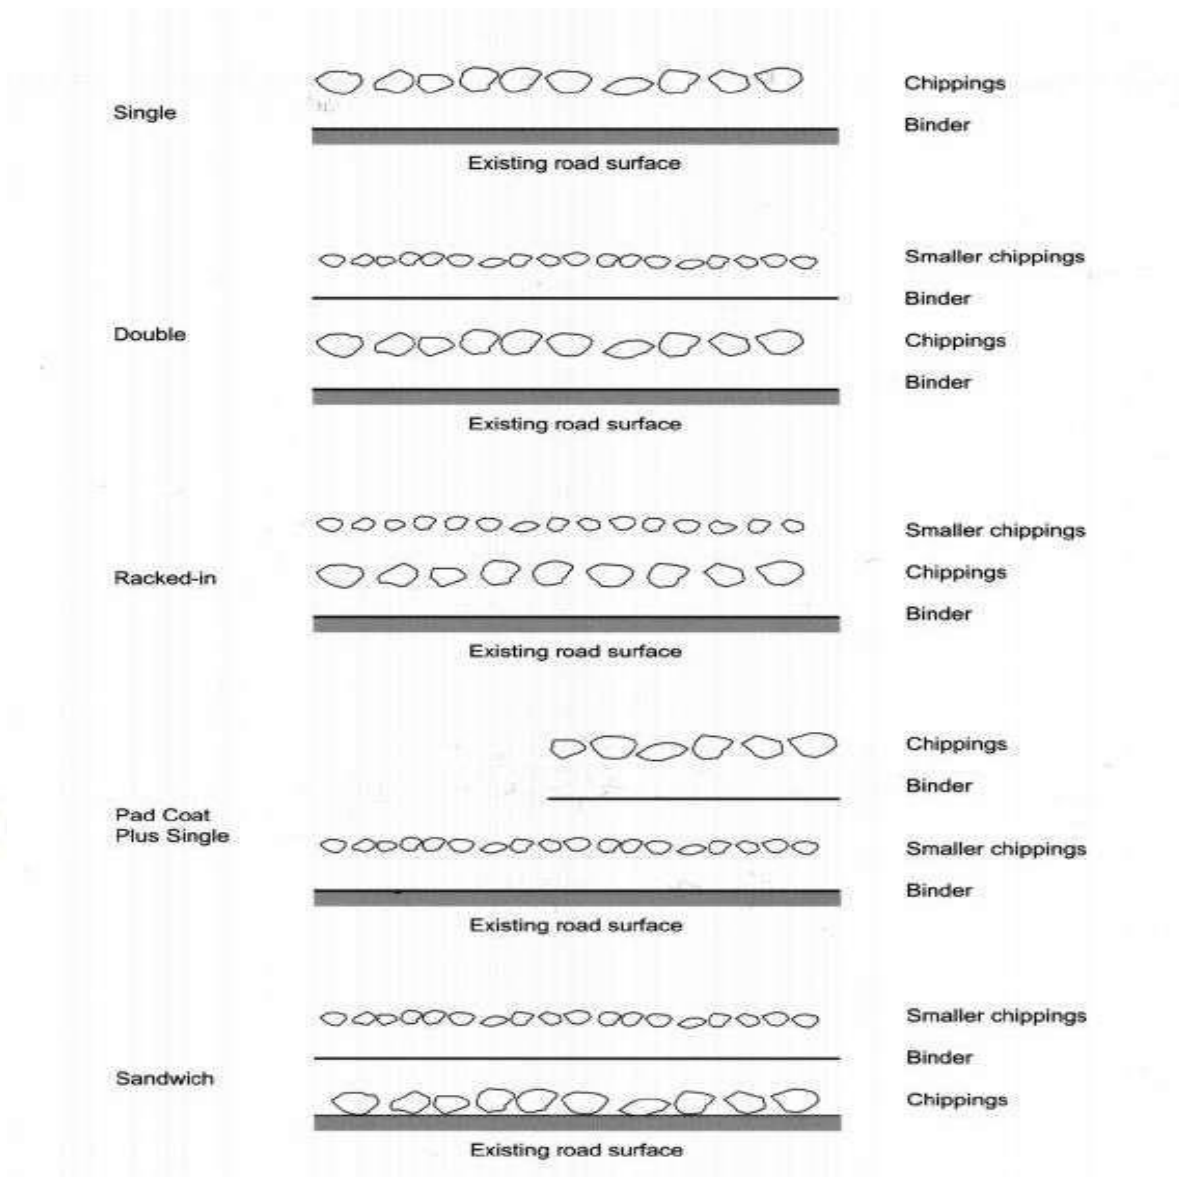 Single
Chippings
Binder
Existing road surface
Double
Smaller chippings
Binder
Chippings
Binder
Existing road surface
Racked-in
Smaller chippings
Chippings
Binder
Existing road surface
Pad Coat
Plus Single
Chippings
Binder
Smaller chippings
Binder
Existing road surface
Sandwich
Smaller chippings
Binder
Chippings
Existing road surface